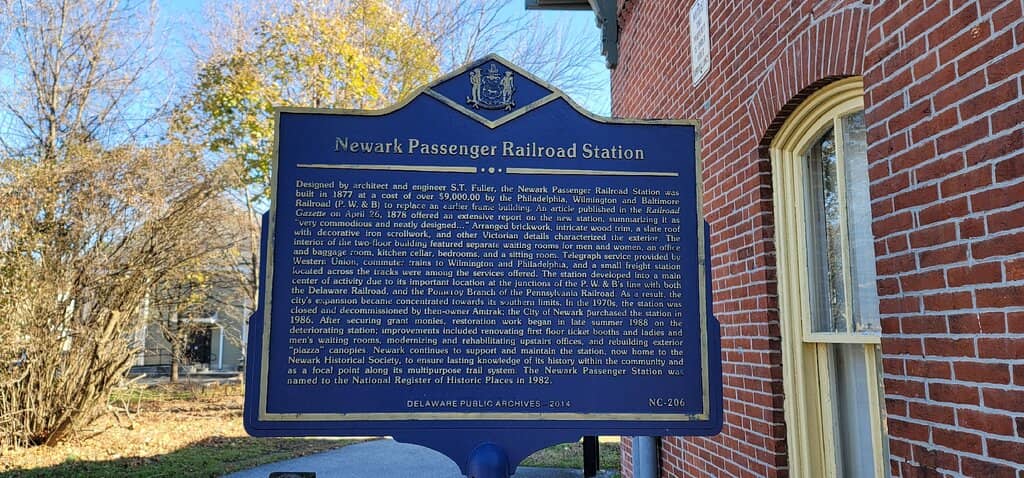 Newark Passenger Railroad Station
Designed by architect and engineer S.T. Fuller, the Newark Passenger Railroad Station was
built in 1877 at a cost of over $9,000.00 by the Philadelphia, Wilmington and Baltimore
Railroad (P. W. & B) to replace an earlier frame building. An article published in the Railroad
Gazette on April 26, 1878 offered an extensive report on the new station, summarizing it as
"very commodious and neatly designed..." Arranged brickwork, intricate wood trim, a slate roof
with decorative iron scrollwork, and other Victorian details characterized the exterior. The
interior of the two-floor building featured separate waiting rooms for men and women, an office
and baggage room, kitchen cellar, bedrooms, and a sitting room. Telegraph service provided by
Western Union, commuter trains to Wilmington and Philadelphia, and a small freight station
located across the tracks were among the services offered. The station developed into a main
center of activity due to its important location at the junctions of the P. W. & B's line with both
the Delaware Railroad, and the Pomeroy Branch of the Pennsylvania Railroad. As a result, the
city's expansion became concentrated towards its southern limits. In the 1970s, the station was
closed and decommissioned by then-owner Amtrak; the City of Newark purchased the station in
1986. After securing grant monies, restoration work began in late summer 1988 on the
deteriorating station; improvements included renovating first floor ticket booths and ladies and
men's waiting rooms, modernizing and rehabilitating upstairs offices, and rebuilding exterior
"piazza" canopies. Newark continues to support and maintain the station, now home to the
Newark Historical Society, to ensure lasting knowledge of its history within the community and
as a focal point along its multipurpose trail system. The Newark Passenger Station was
named to the National Register of Historic Places in 1982.
DELAWARE PUBLIC ARCHIVES 2014 NC-206